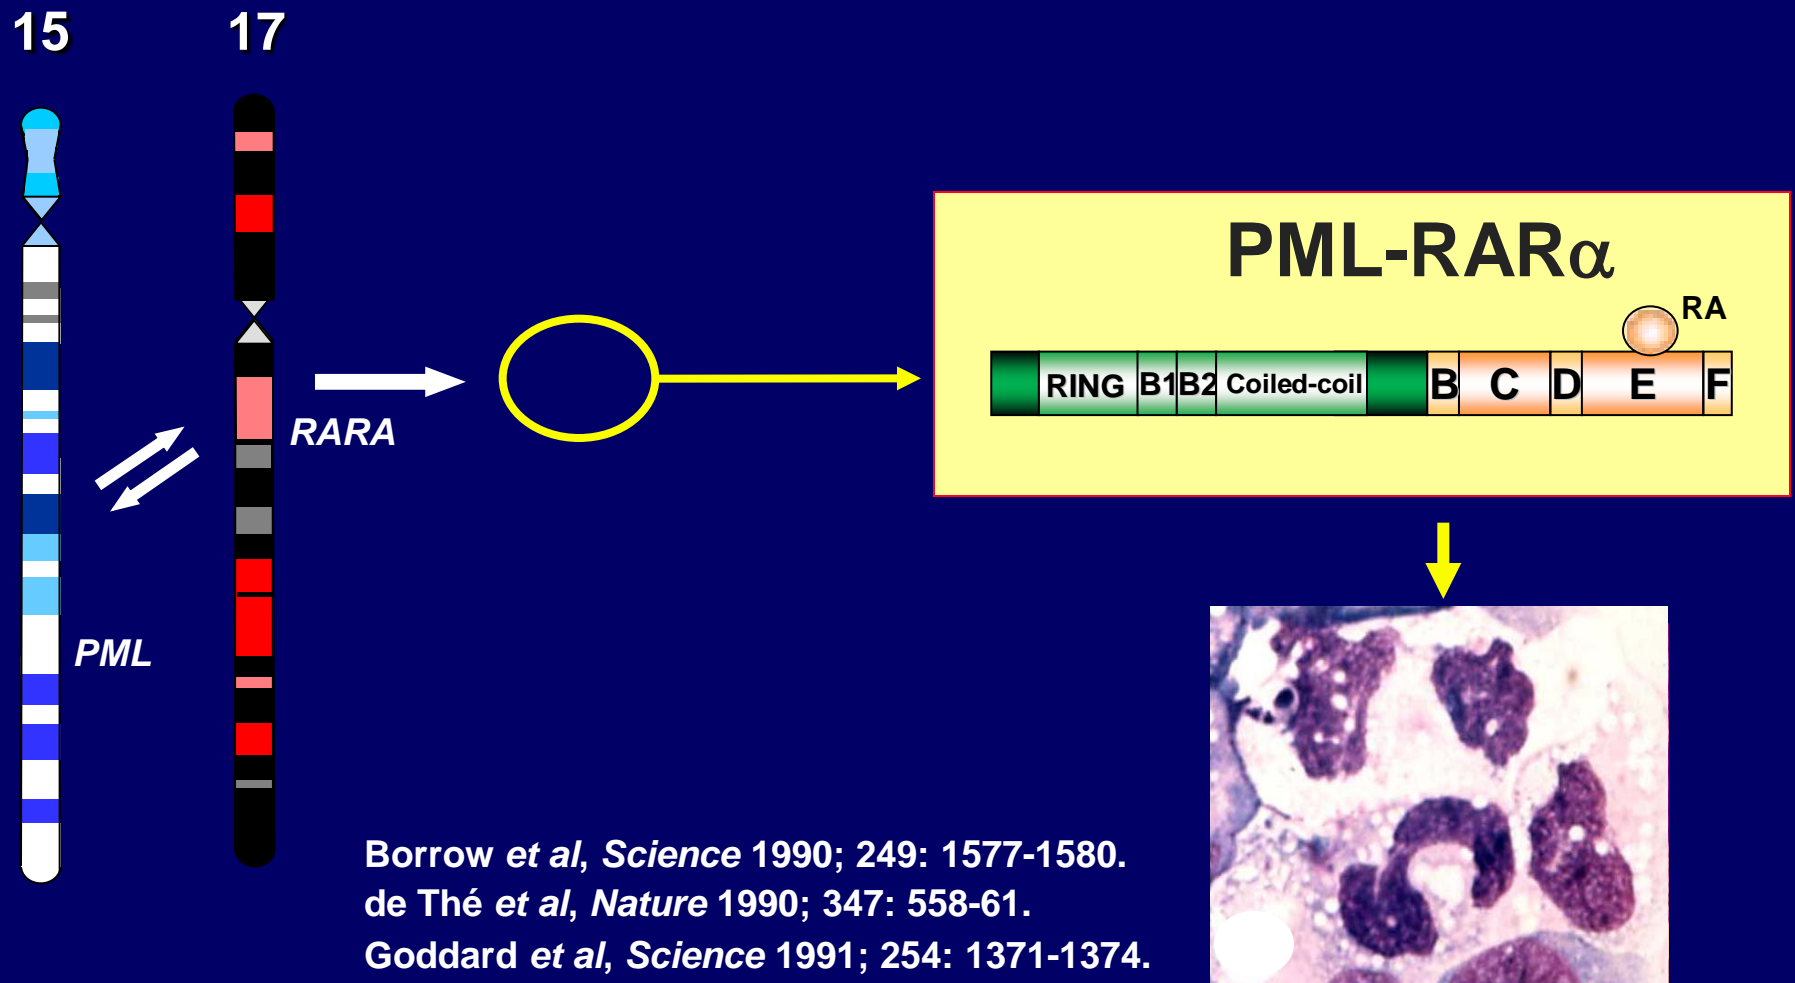 15
17
PML-RARα
RA
RING B1 B2 Coiled-coil B C D E F
RARA
PML
Borrow et al, Science 1990; 249: 1577-1580.
de Thé et al, Nature 1990; 347: 558-61.
Goddard et al, Science 1991; 254: 1371-1374.